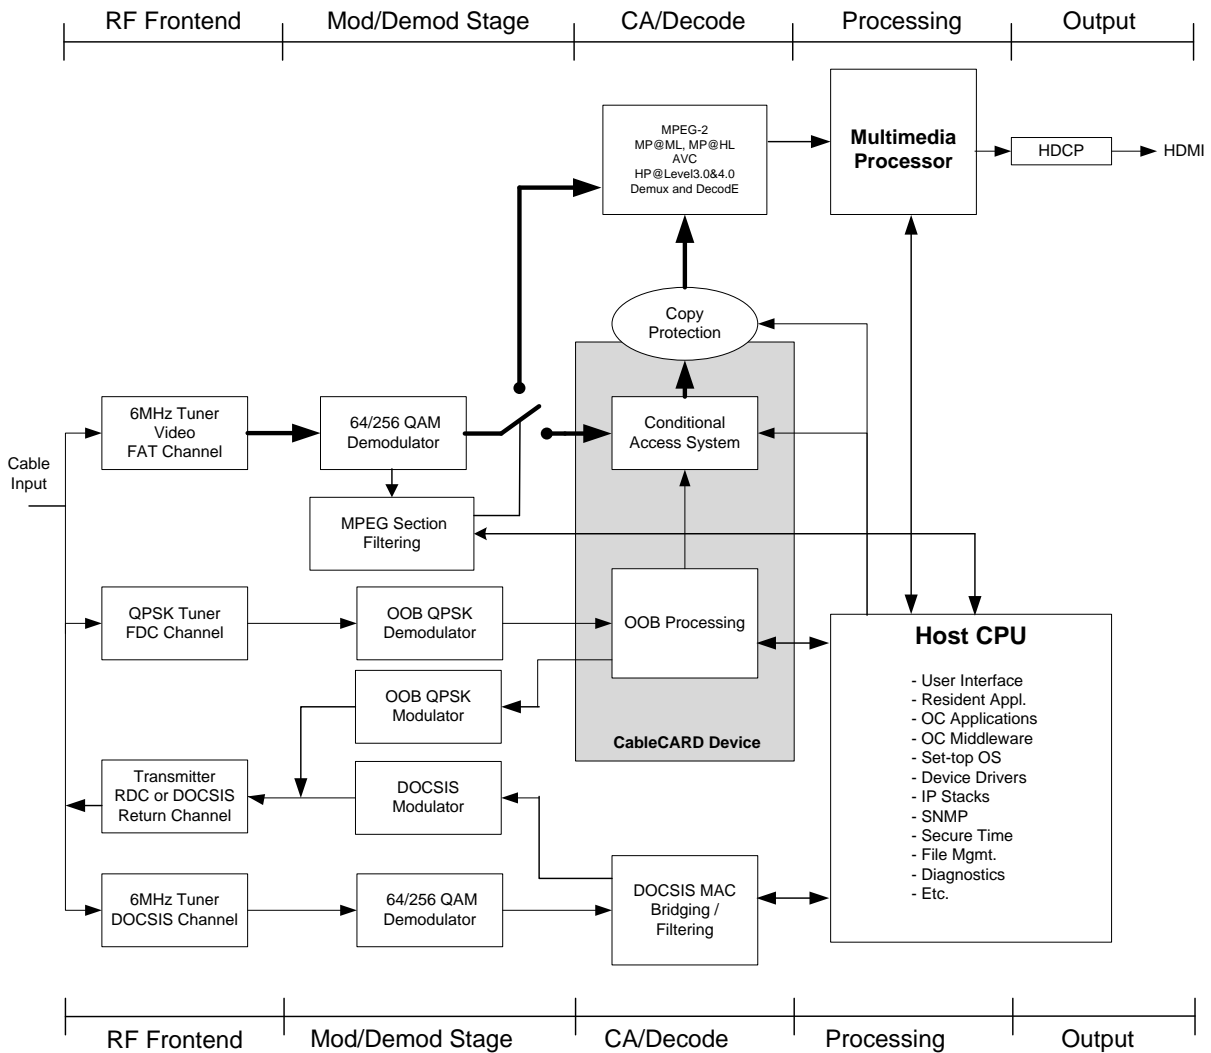 RF Frontend
Mod/Demod Stage
CA/Decode
Processing
Output
MPEG-2
MP@ML, MP@HL
AVC
HP@Level3.0&4.0
Demux and DecodE
Multimedia
Processor
HDCP
HDMI
Copy
Protection
6MHz Tuner
Video
FAT Channel
64/256 QAM
Demodulator
Conditional
Access System
Cable
Input
MPEG Section
Filtering
QPSK Tuner
FDC Channel
OOB QPSK
Demodulator
OOB Processing
Host CPU
- User Interface
- Resident Appl.
- OC Applications
- OC Middleware
- Set-top OS
- Device Drivers
- IP Stacks
- SNMP
- Secure Time
- File Mgmt.
- Diagnostics
- Etc.
OOB QPSK
Modulator
CableCARD Device
Transmitter
RDC or DOCSIS
Return Channel
DOCSIS
Modulator
6MHz Tuner
DOCSIS Channel
64/256 QAM
Demodulator
DOCSIS MAC
Bridging /
Filtering
RF Frontend
Mod/Demod Stage
CA/Decode
Processing
Output